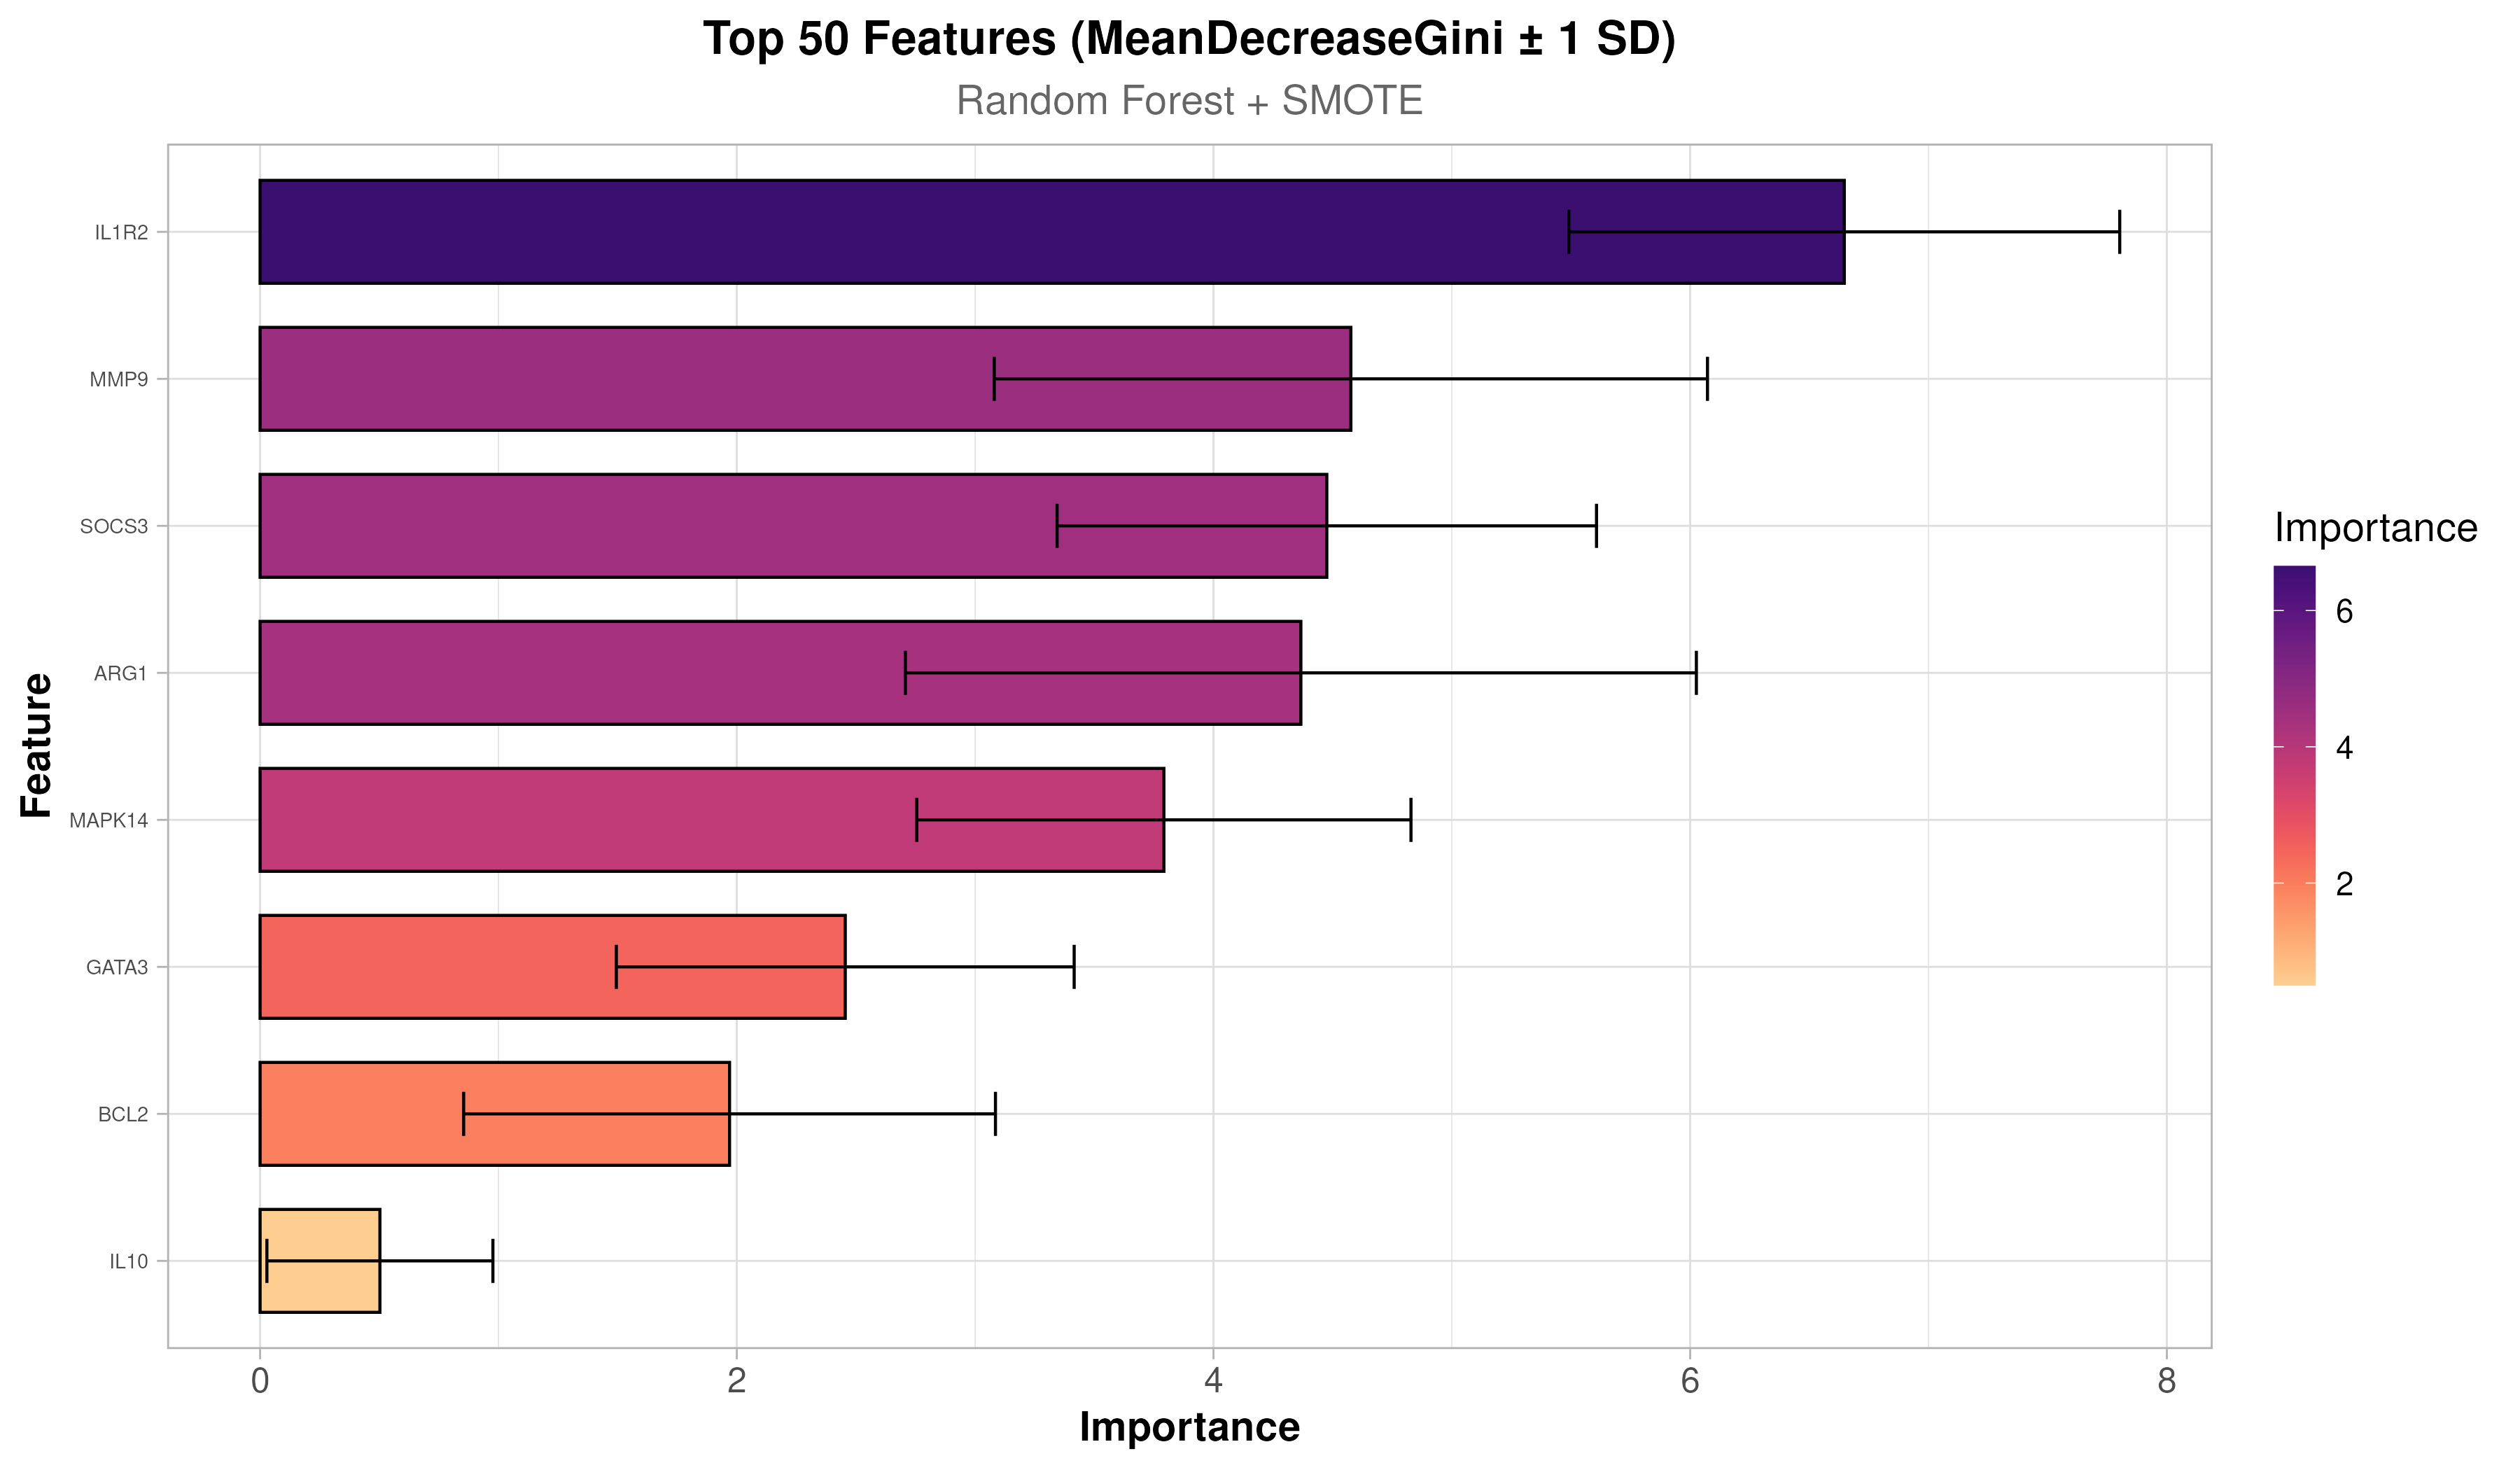 Top 50 Features (MeanDecreaseGini ± 1 SD)
Random Forest + SMOTE
Feature
IL1R2
MMP9
SOCS3
ARG1
MAPK14
GATA3
BCL2
IL10
0 2 4 6 8
Importance
Importance
6
4
2